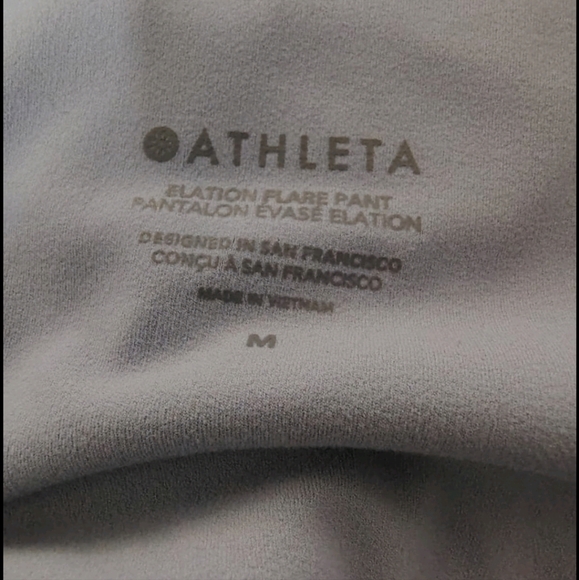 ATHLETA
ELATION FLARE PANT
PANTALON ÉVASÉ ELATION
DESIGNED IN SAN FRANCISCO
CONÇU À SAN FRANCISCO
MADE IN VIETNAM
M